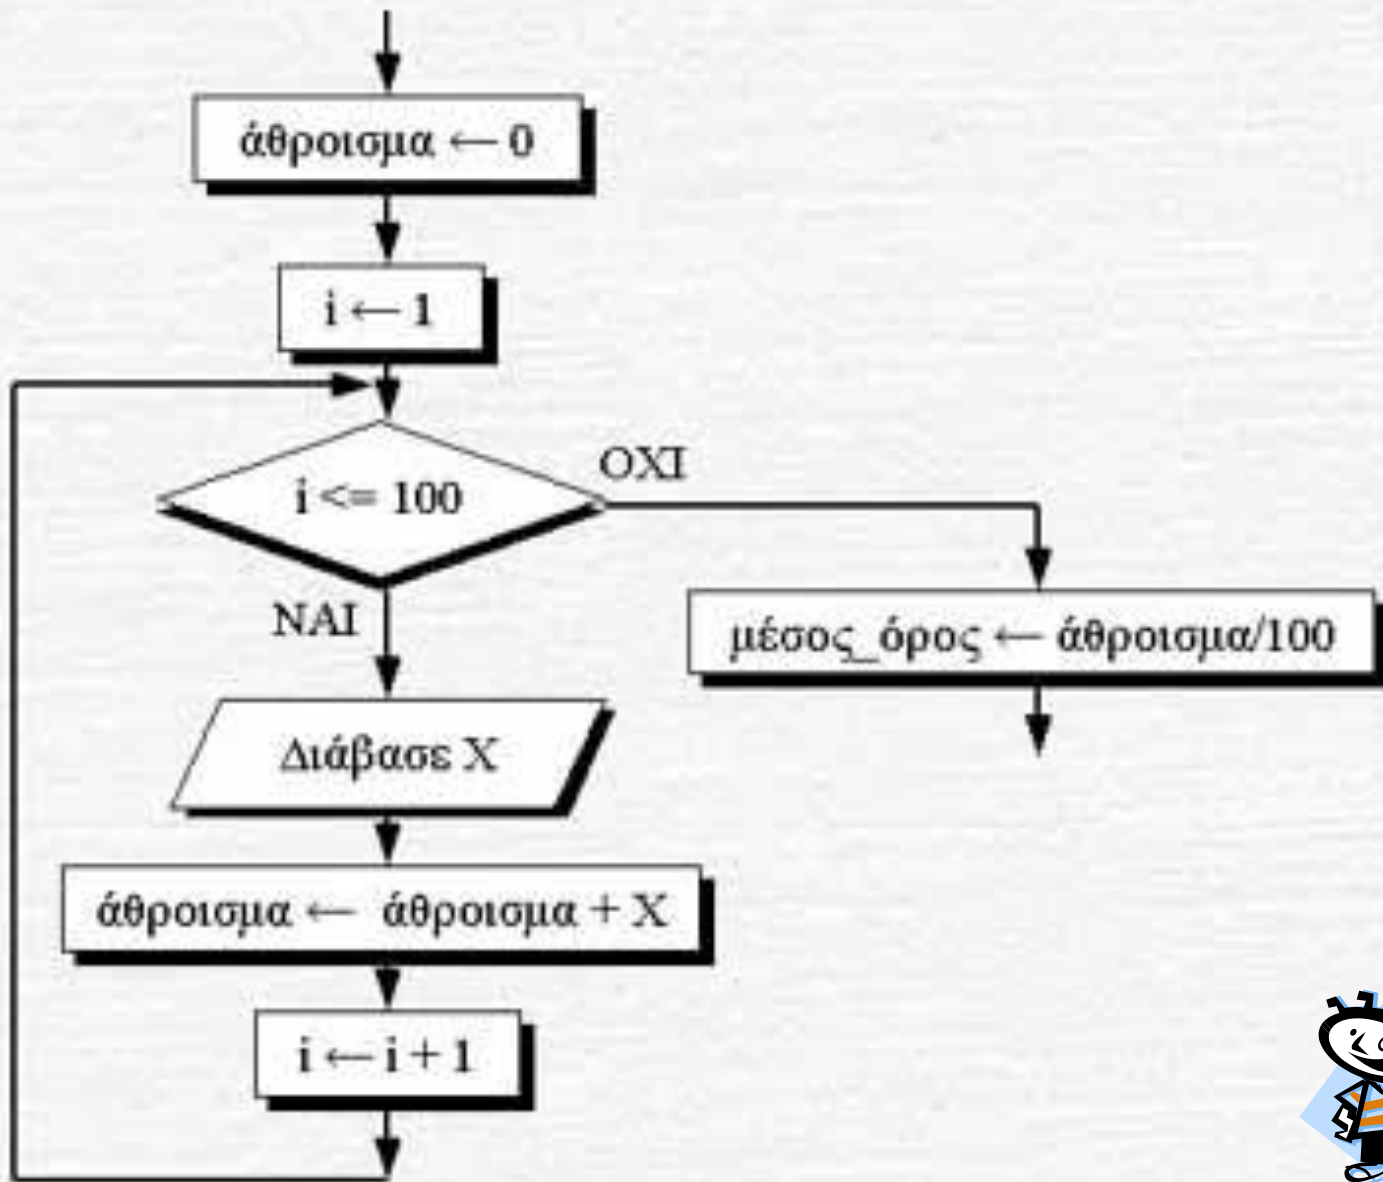 άθροισμα ← 0
i ← 1
i <= 100
ΟΧΙ
ΝΑΙ
μέσος_όρος ← άθροισμα/100
Διάβασε Χ
άθροισμα ← άθροισμα + Χ
i ← i + 1